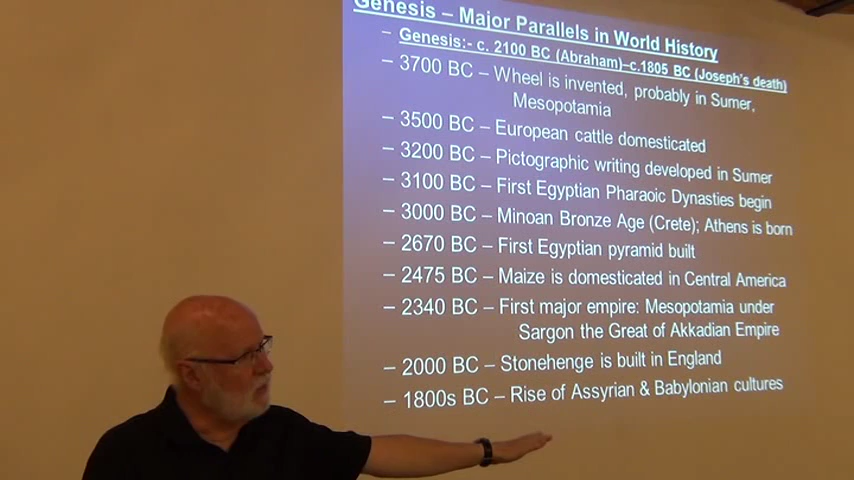 Genesis – Major Parallels in World History
– Genesis:- c. 2100 BC (Abraham)–c.1805 BC (Joseph's death)
– 3700 BC – Wheel is invented, probably in Sumer,
Mesopotamia
– 3500 BC – European cattle domesticated
– 3200 BC – Pictographic writing developed in Sumer
– 3100 BC – First Egyptian Pharaoic Dynasties begin
– 3000 BC – Minoan Bronze Age (Crete); Athens is born
– 2670 BC – First Egyptian pyramid built
– 2475 BC – Maize is domesticated in Central America
– 2340 BC – First major empire: Mesopotamia under
Sargon the Great of Akkadian Empire
– 2000 BC – Stonehenge is built in England
– 1800s BC – Rise of Assyrian & Babylonian cultures